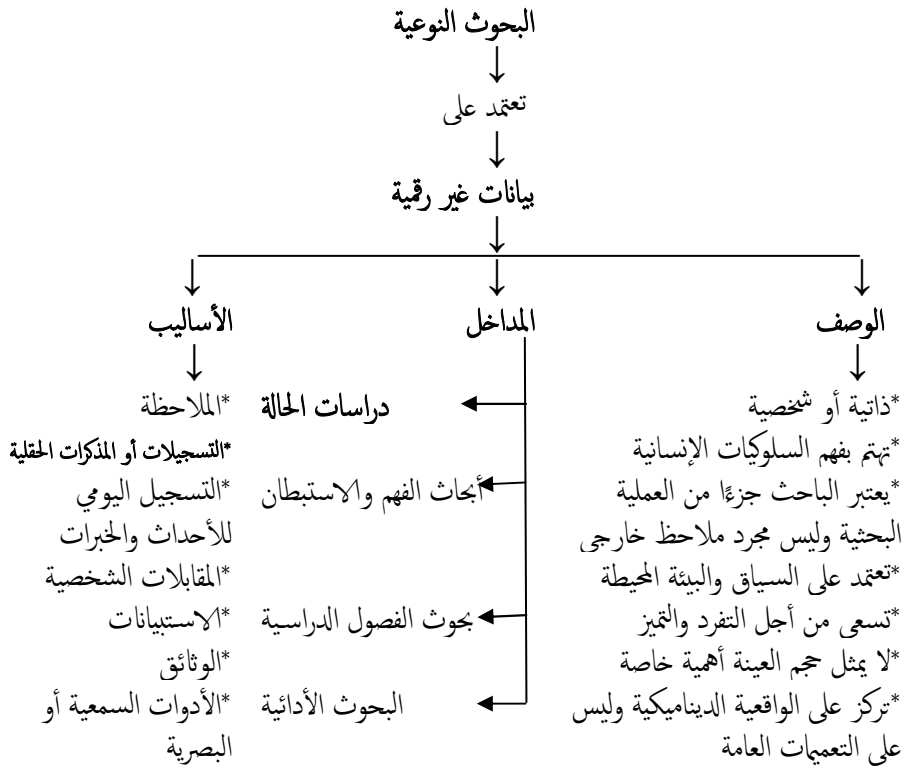 البحوث النوعية
تعتمد على
بيانات غير رقمية
الوصف
*ذاتية أو شخصية
*تهتم بفهم السلوكيات الإنسانية
*يعتبر الباحث جزءًا من العملية
البحثية وليس مجرد ملاحظ خارجى
*تعتمد على السياق والبيئة المحيطة
*تسعى من أجل التفرد والتميز
*لا يمثل حجم العينة أهمية خاصة
*تركز على الواقعية الديناميكية وليس
على التعميمات العامة
المداخل
دراسات الحالة
أبحاث الفهم والاستبطان
بحوث الفصول الدراسية
البحوث الأدائية
الأساليب
*الملاحظة
*التسجيلات أو المذكرات الحقلية
*التسجيل اليومي
للأحداث والخبرات
*المقابلات الشخصية
*الاستبيانات
*الوثائق
*الأدوات السمعية أو
البصرية